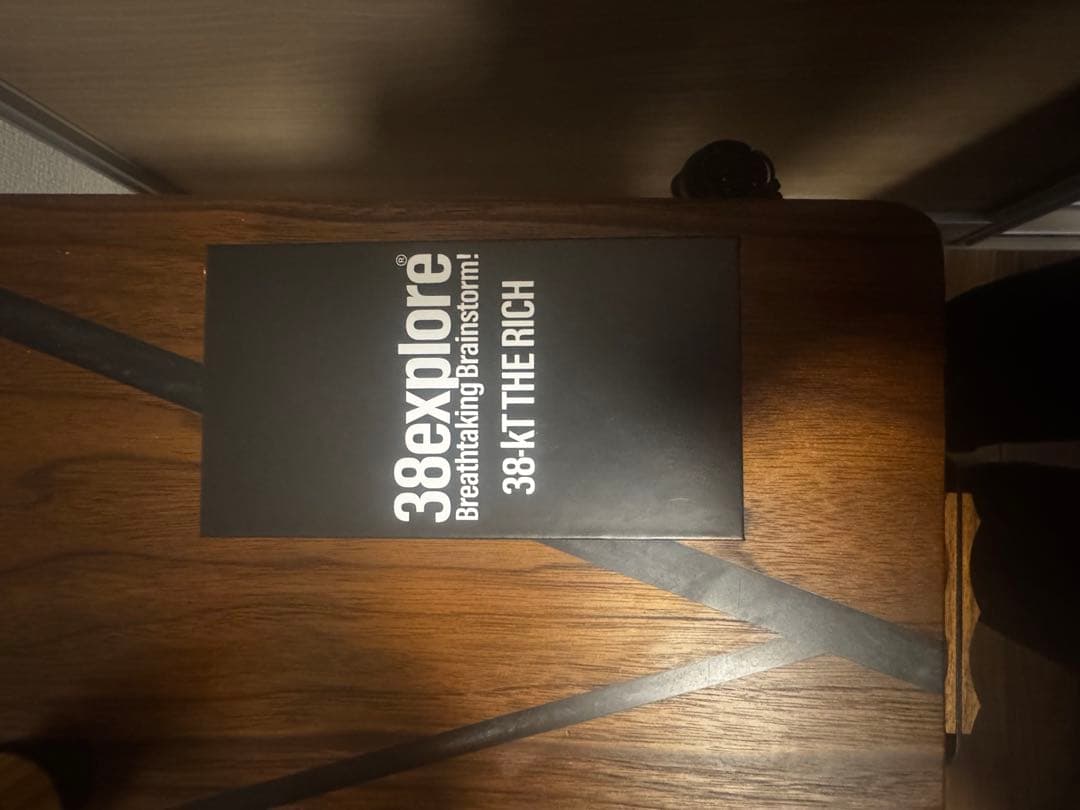 38explore®
Breathtaking Brainstorm!
38-kT THE RICH